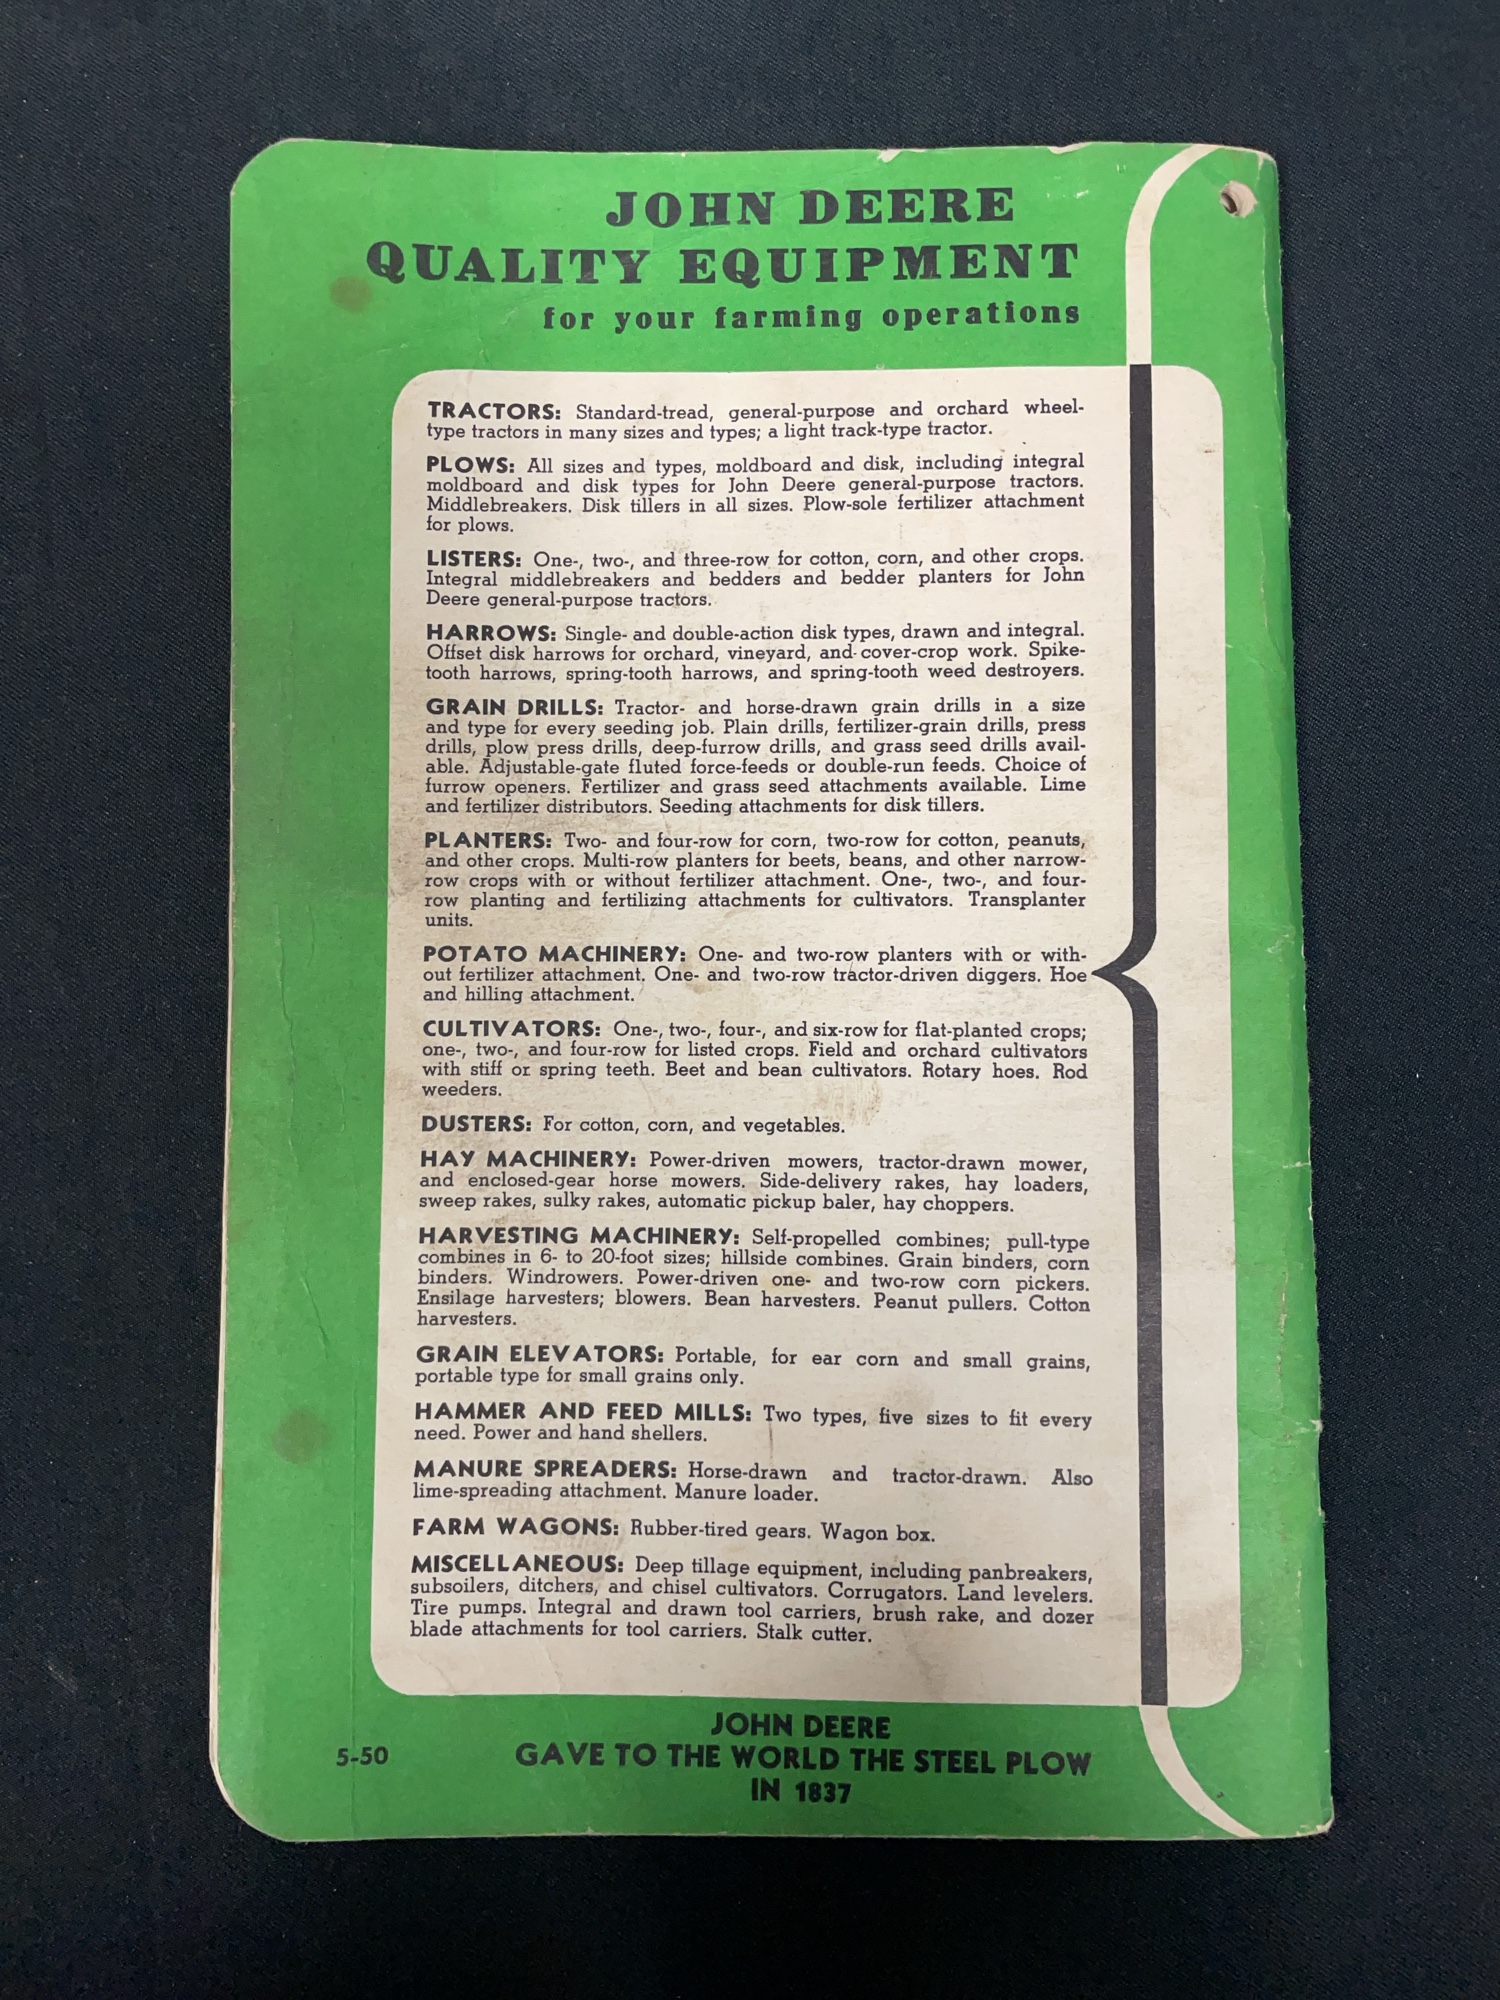 JOHN DEERE
QUALITY EQUIPMENT
for your farming operations
TRACTORS: Standard-tread, general-purpose and orchard wheel-
type tractors in many sizes and types; a light track-type tractor.
PLOWS: All sizes and types, moldboard and disk, including integral
moldboard and disk types for John Deere general-purpose tractors.
Middlebreakers. Disk tillers in all sizes. Plow-sole fertilizer attachment
for plows.
LISTERS: One-, two-, and three-row for cotton, corn, and other crops.
Integral middlebreakers and bedders and bedder planters for John
Deere general-purpose tractors.
HARROWS: Single- and double-action disk types, drawn and integral.
Offset disk harrows for orchard, vineyard, and cover-crop work. Spike-
tooth harrows, spring-tooth harrows, and spring-tooth weed destroyers.
GRAIN DRILLS: Tractor- and horse-drawn grain drills in a size
and type for every seeding job. Plain drills, fertilizer-grain drills, press
drills, plow press drills, deep-furrow drills, and grass seed drills avail-
able. Adjustable-gate fluted force-feeds or double-run feeds. Choice of
furrow openers. Fertilizer and grass seed attachments available. Lime
and fertilizer distributors. Seeding attachments for disk tillers.
PLANTERS: Two- and four-row for corn, two-row for cotton, peanuts,
and other crops. Multi-row planters for beets, beans, and other narrow-
row crops with or without fertilizer attachment. One-, two-, and four-
row planting and fertilizing attachments for cultivators. Transplanter
units.
POTATO MACHINERY: One- and two-row planters with or with-
out fertilizer attachment. One- and two-row tractor-driven diggers. Hoe
and hilling attachment.
CULTIVATORS: One-, two-, four-, and six-row for flat-planted crops;
one-, two-, and four-row for listed crops. Field and orchard cultivators
with stiff or spring teeth. Beet and bean cultivators. Rotary hoes. Rod
weeders.
DUSTERS: For cotton, corn, and vegetables.
HAY MACHINERY: Power-driven mowers, tractor-drawn mower,
and enclosed-gear horse mowers. Side-delivery rakes, hay loaders,
sweep rakes, sulky rakes, automatic pickup baler, hay choppers.
HARVESTING MACHINERY: Self-propelled combines; pull-type
combines in 6- to 20-foot sizes; hillside combines. Grain binders, corn
binders. Windrowers. Power-driven one- and two-row corn pickers.
Ensilage harvesters; blowers. Bean harvesters. Peanut pullers. Cotton
harvesters.
GRAIN ELEVATORS: Portable, for ear corn and small grains,
portable type for small grains only.
HAMMER AND FEED MILLS: Two types, five sizes to fit every
need. Power and hand shellers.
MANURE SPREADERS: Horse-drawn and tractor-drawn. Also
lime-spreading attachment. Manure loader.
FARM WAGONS: Rubber-tired gears. Wagon box.
MISCELLANEOUS: Deep tillage equipment, including panbreakers,
subsoilers, ditchers, and chisel cultivators. Corrugators. Land levelers.
Tire pumps. Integral and drawn tool carriers, brush rake, and dozer
blade attachments for tool carriers. Stalk cutter.
JOHN DEERE
5-50 GAVE TO THE WORLD THE STEEL PLOW
IN 1837